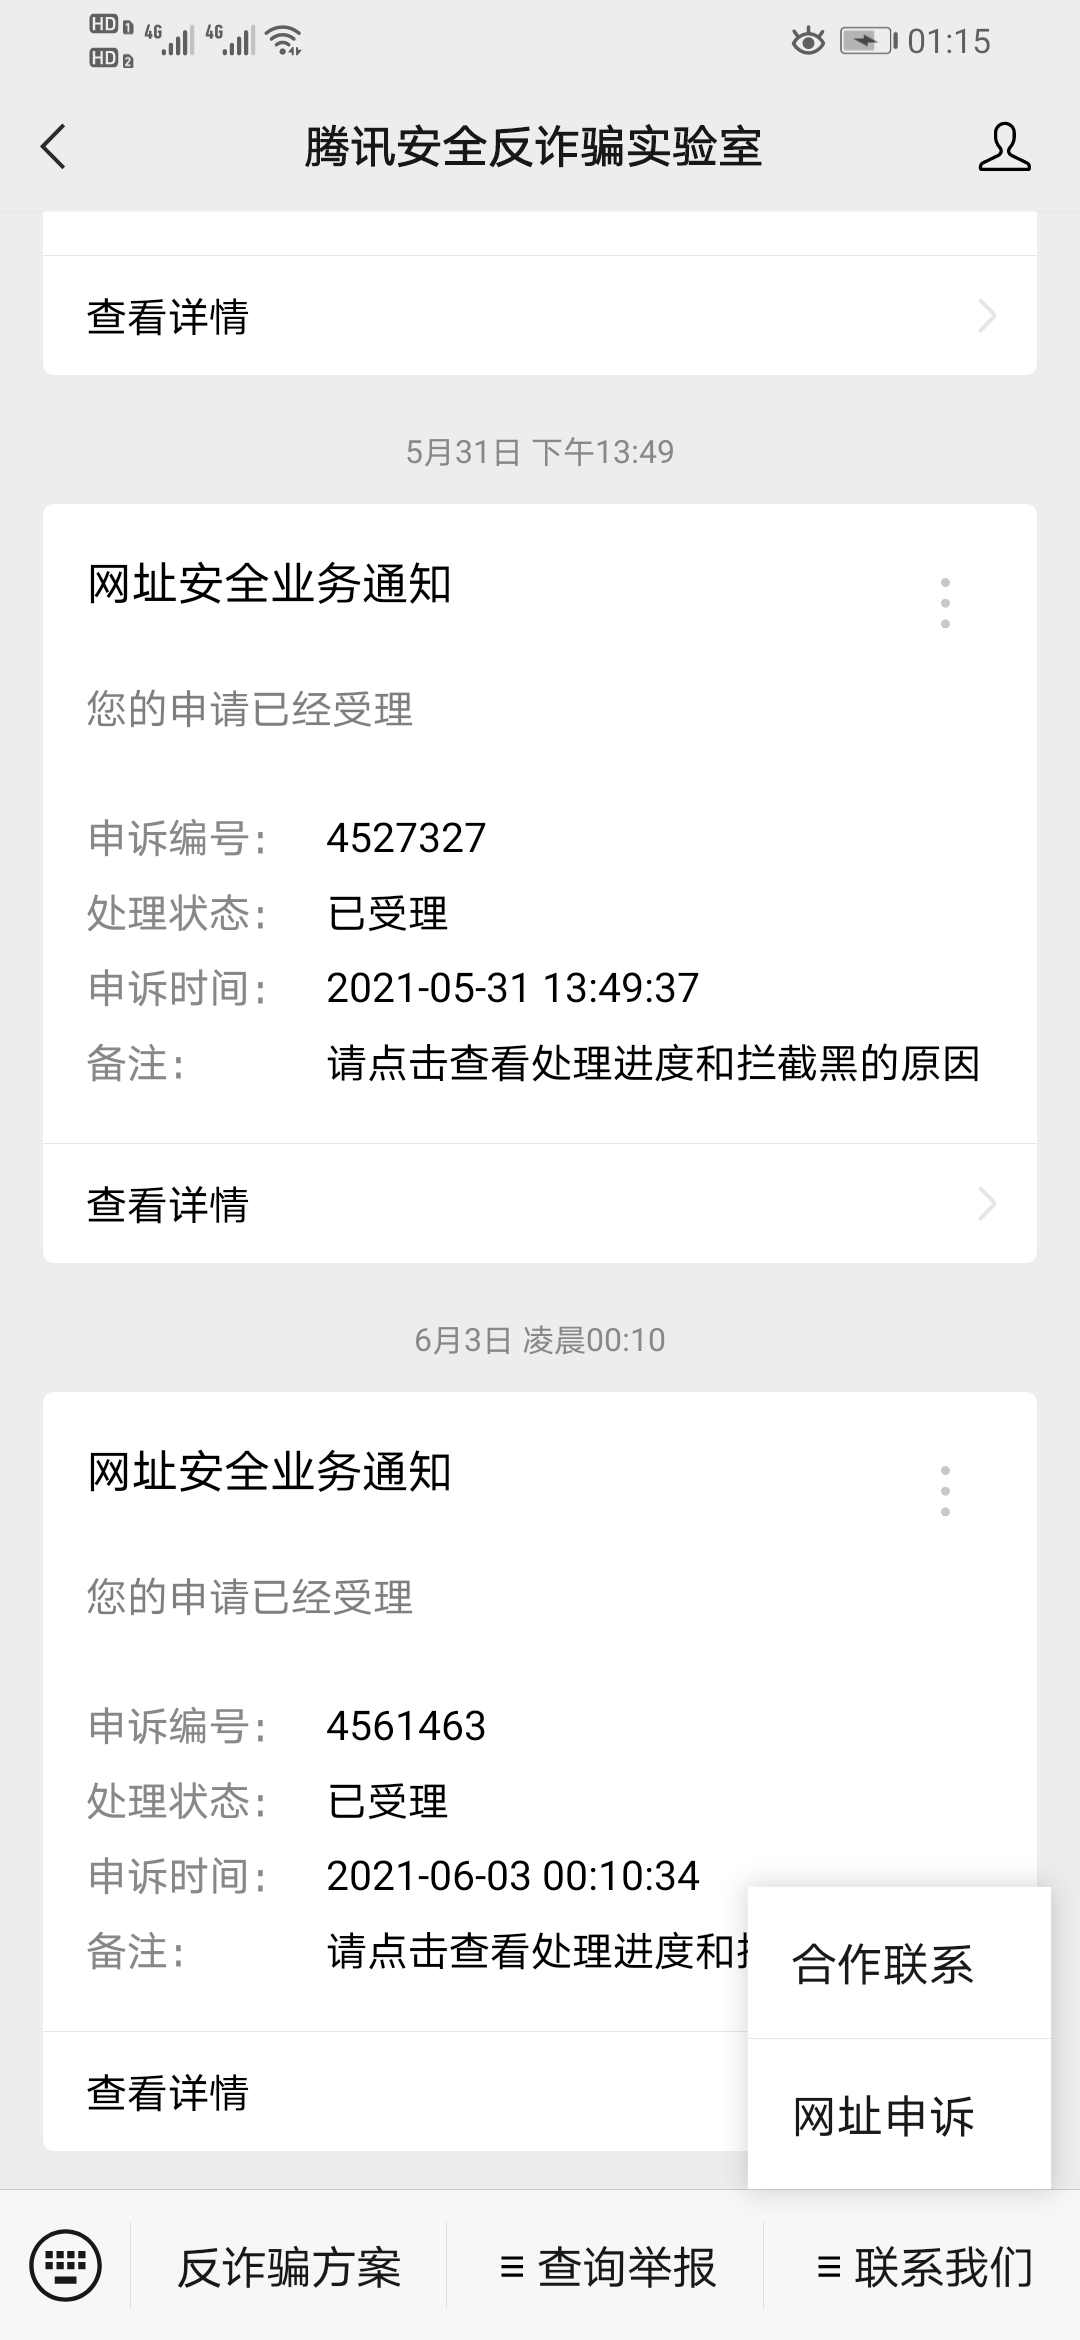 HD 1 4G 4G
HD 2
01:15
腾讯安全反诈骗实验室
查看详情
5月31日 下午13:49
网址安全业务通知
您的申请已经受理
申诉编号: 4527327
处理状态: 已受理
申诉时间: 2021-05-31 13:49:37
备注: 请点击查看处理进度和拦截黑的原因
查看详情
6月3日 凌晨00:10
网址安全业务通知
您的申请已经受理
申诉编号: 4561463
处理状态: 已受理
申诉时间: 2021-06-03 00:10:34
备注: 请点击查看处理进度和
合作联系
查看详情
网址申诉
反诈骗方案
查询举报
联系我们